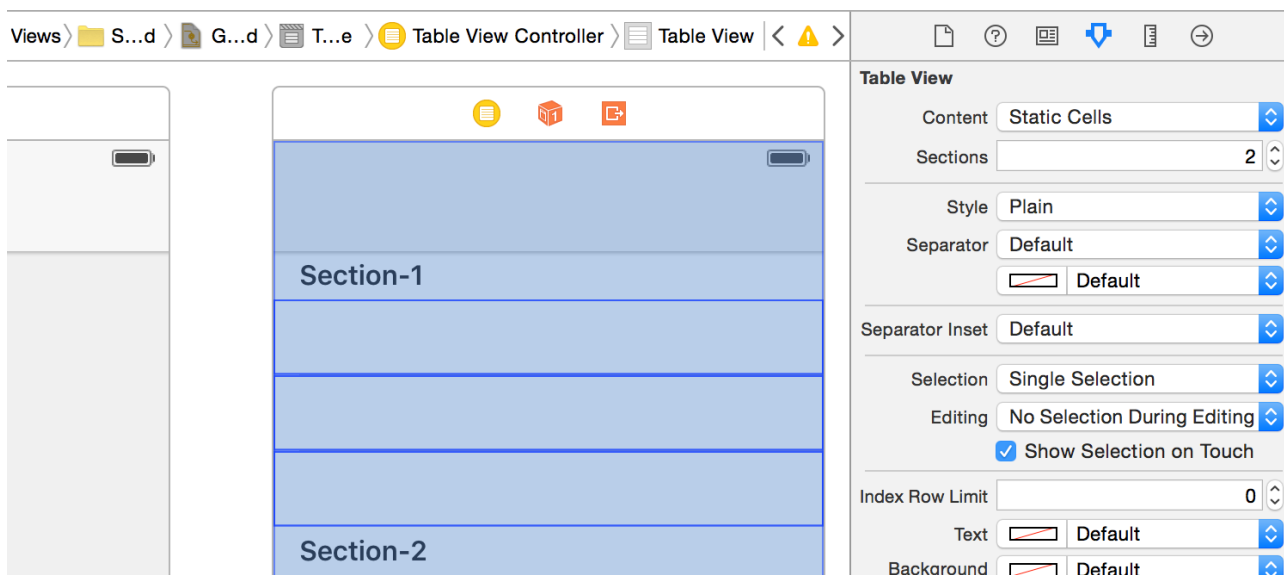 Views S...d G...d T...e Table View Controller Table View
Table View
Content Static Cells
Sections 2
Style Plain
Separator Default
Default
Separator Inset Default
Selection Single Selection
Editing No Selection During Editing
Show Selection on Touch
Index Row Limit 0
Text Default
Background Default
Section-1
Section-2